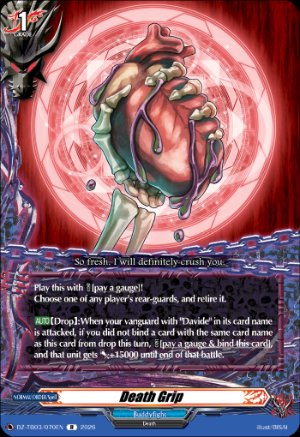 1
GRADE
So fresh. I will definitely crush you.
Play this with [pay a gauge]!
Choose one of any player's rear-guards, and retire it.
AUTO [Drop]:When your vanguard with "Davide" in its card name
is attacked, if you did not bind a card with the same card name
as this card from drop this turn, [pay a gauge & bind this card],
and that unit gets +15000 until end of that battle.
NORMAL ORDER
Death Grip
Buddyfight
Death
DZ-TB03/070EN R 2026